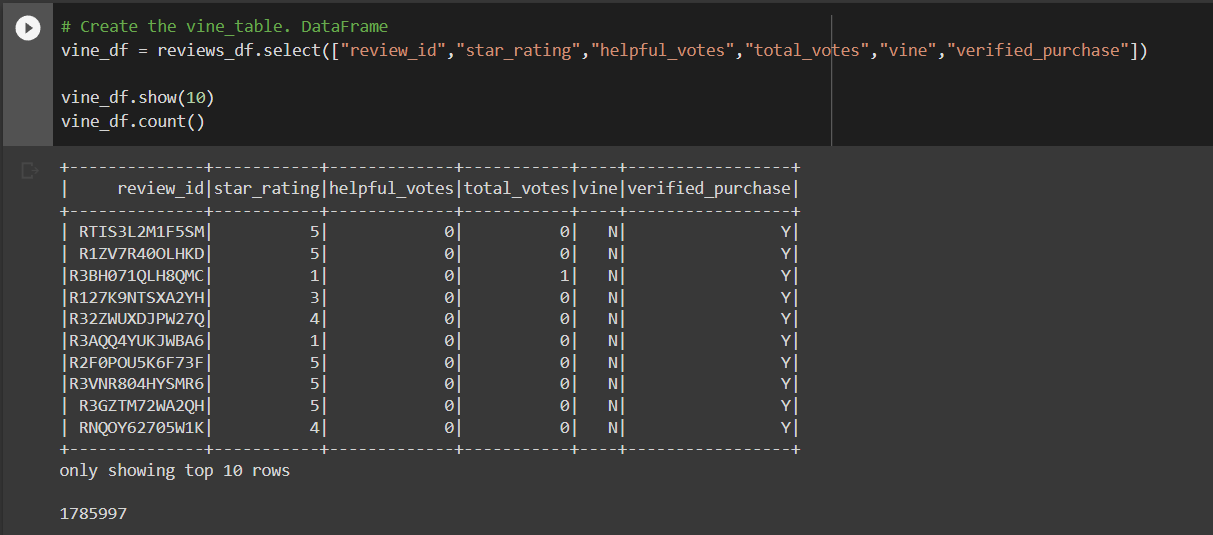 # Create the vine_table. DataFrame
vine_df = reviews_df.select(["review_id","star_rating","helpful_votes","total_votes","vine","verified_purchase"])
vine_df.show(10)
vine_df.count()
+--------------+-----------+-------------+-----------+----+-----------------+
|     review_id|star_rating|helpful_votes|total_votes|vine|verified_purchase|
+--------------+-----------+-------------+-----------+----+-----------------+
| RTIS3L2M1F5SM|          5|            0|          0|   N|                Y|
| R1ZV7R40OLHKD|          5|            0|          0|   N|                Y|
|R3BH071QLH8QMC|          1|            0|          1|   N|                Y|
|R127K9NTSXA2YH|          3|            0|          0|   N|                Y|
|R32ZWUXDJPW27Q|          4|            0|          0|   N|                Y|
|R3AQQ4YUKJWBA6|          1|            0|          0|   N|                Y|
|R2F0POU5K6F73F|          5|            0|          0|   N|                Y|
|R3VNR804HYSMR6|          5|            0|          0|   N|                Y|
| R3GZTM72WA2QH|          5|            0|          0|   N|                Y|
| RNQOY62705W1K|          4|            0|          0|   N|                Y|
+--------------+-----------+-------------+-----------+----+-----------------+
only showing top 10 rows
1785997